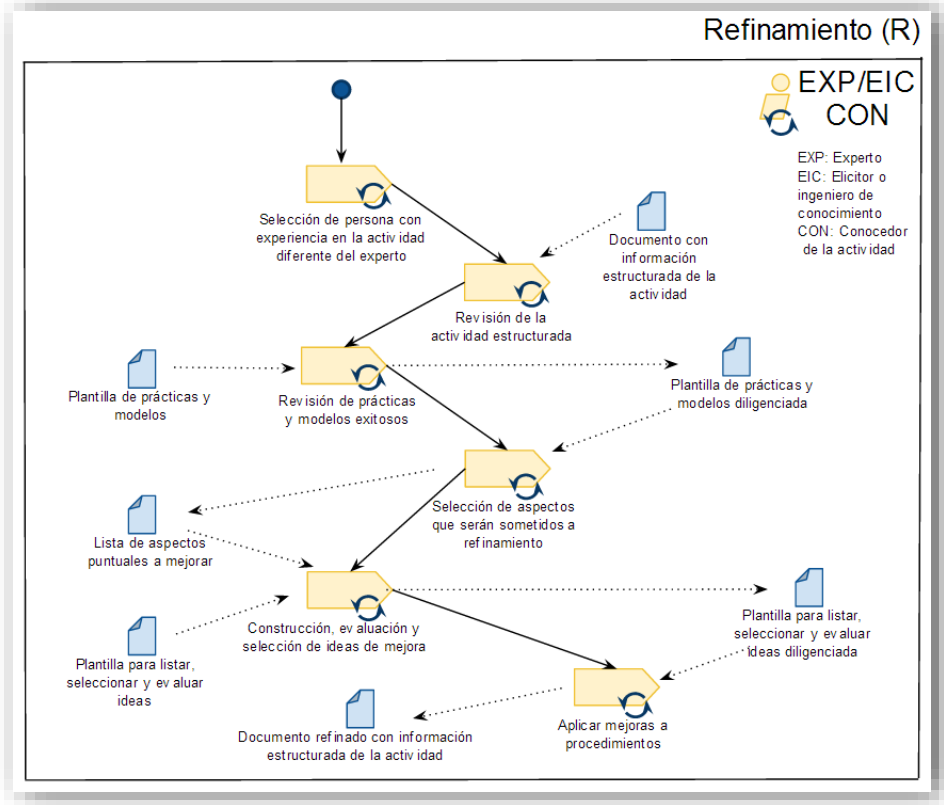 Refinamiento (R)
EXP/EIC
CON
EXP: Experto
EIC: Elicitor o
ingeniero de
conocimiento
CON: Conocedor
de la actividad
Selección de persona con
experiencia en la actividad
diferente del experto
Documento con
información
estructurada de la
actividad
Revisión de la
actividad estructurada
Plantilla de prácticas y
modelos
Revisión de prácticas
y modelos exitosos
Plantilla de prácticas y
modelos diligenciada
Selección de aspectos
que serán sometidos a
refinamiento
Lista de aspectos
puntuales a mejorar
Construcción, evaluación y
selección de ideas de mejora
Plantilla para listar,
seleccionar y evaluar
Ideas diligenciada
Plantilla para listar,
seleccionar y evaluar
ideas
Aplicar mejoras a
procedimientos
Documento refinado con información
estructurada de la actividad